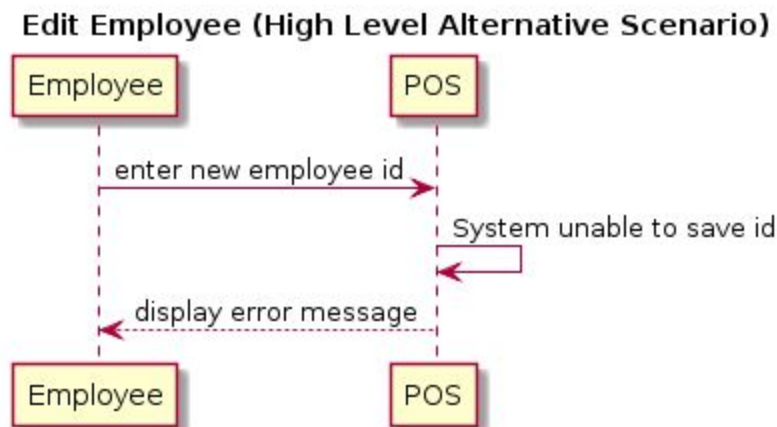 Edit Employee (High Level Alternative Scenario)
Employee POS
enter new employee id
System unable to save id
display error message
Employee POS